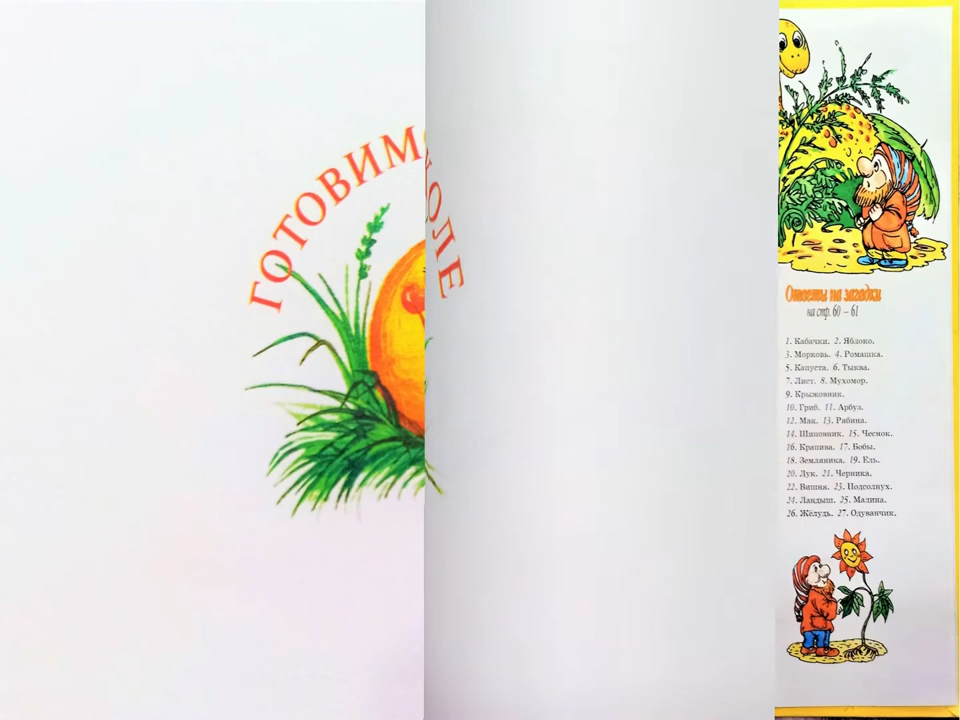 ГОТОВИМ
ОЛЕ
Ответы на загадки
на стр. 60 – 61
1. Кабачки. 2. Яблоко.
3. Морковь. 4. Ромашка.
5. Капуста. 6. Тыква.
7. Лист. 8. Мухомор.
9. Крыжовник.
10. Гриб. 11. Арбуз.
12. Мак. 13. Рябина.
14. Шиповник. 15. Чеснок.
16. Крапива. 17. Бобы.
18. Земляника. 19. Ель.
20. Лук. 21. Черника.
22. Вишня. 23. Подсолнух.
24. Ландыш. 25. Малина.
26. Жёлудь. 27. Одуванчик.